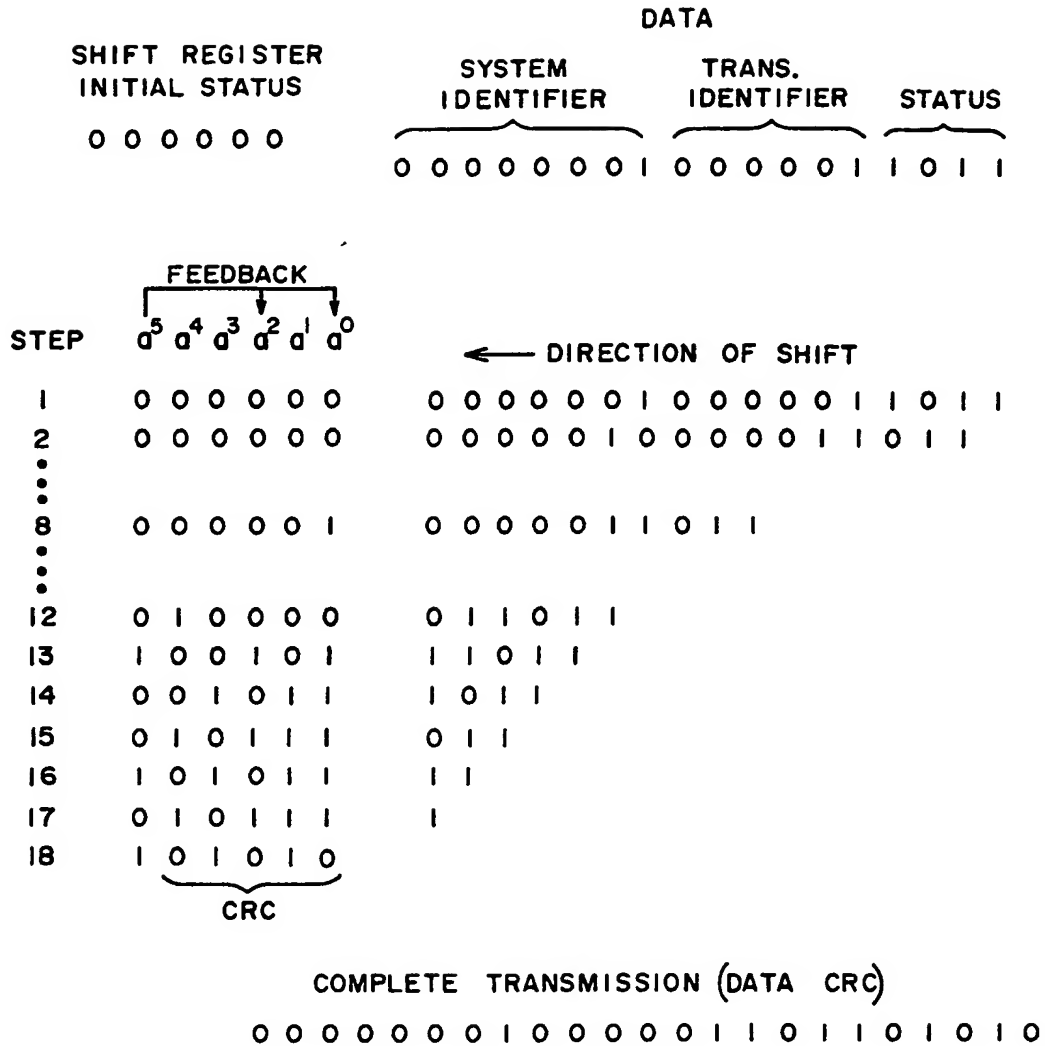 DATA
SHIFT REGISTER
INITIAL STATUS
SYSTEM
IDENTIFIER
TRANS.
IDENTIFIER
STATUS
0 0 0 0 0 0
0 0 0 0 0 0 0 1 0 0 0 0 0 1 1 0 1 1
FEEDBACK
STEP a⁵ a⁴ a³ a² a¹ a⁰ ← DIRECTION OF SHIFT
1 0 0 0 0 0 0 0 0 0 0 0 0 1 0 0 0 0 0 1 1 0 1 1
2 0 0 0 0 0 0 0 0 0 0 0 1 0 0 0 0 0 1 1 0 1 1
8 0 0 0 0 0 1 0 0 0 0 0 1 1 0 1 1
12 0 1 0 0 0 0 0 1 1 0 1 1
13 1 0 0 1 0 1 1 1 0 1 1
14 0 0 1 0 1 1 1 0 1 1
15 0 1 0 1 1 1 0 1 1
16 1 0 1 0 1 1 1 1
17 0 1 0 1 1 1 1
18 1 0 1 0 1 0
CRC
COMPLETE TRANSMISSION (DATA CRC)
0 0 0 0 0 0 0 1 0 0 0 0 0 1 1 0 1 1 0 1 0 1 0